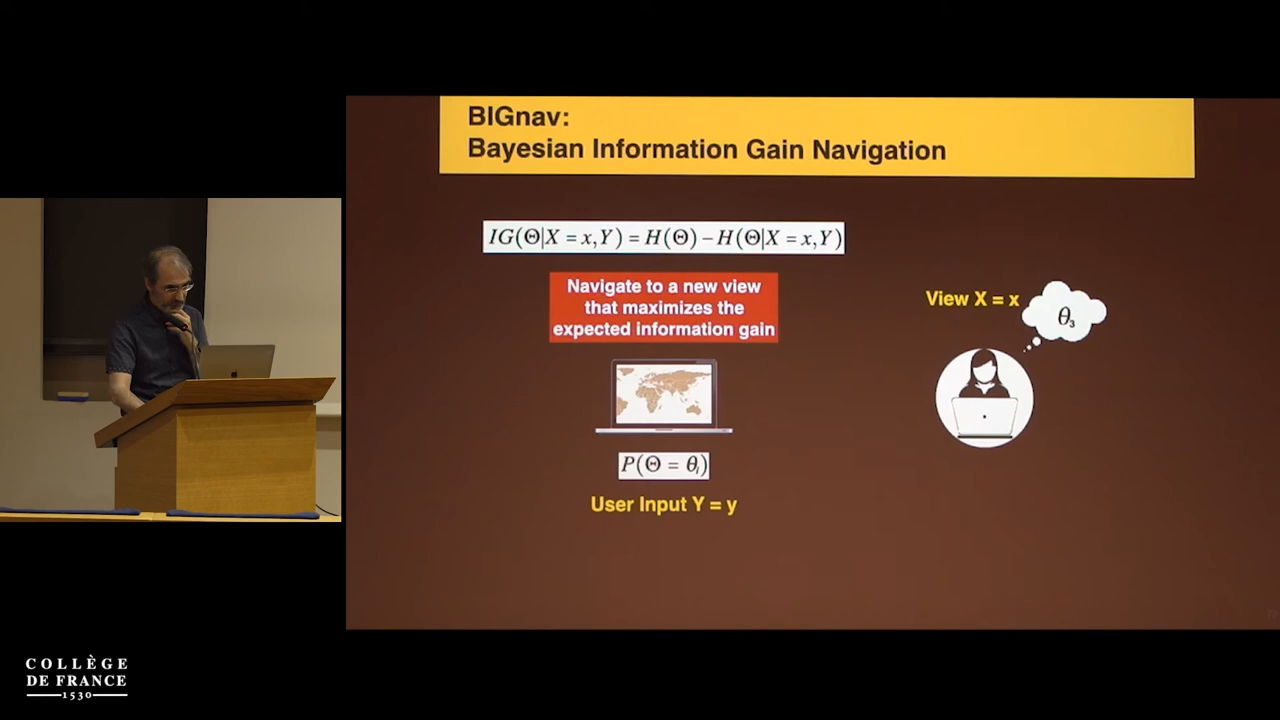 BIGnav:
Bayesian Information Gain Navigation
IG(Θ|X = x,Y) = H(Θ) − H(Θ|X = x,Y)
Navigate to a new view
that maximizes the
expected information gain
View X = x
θ₃
P(Θ = θᵢ)
User Input Y = y
COLLÈGE
DE FRANCE
1530